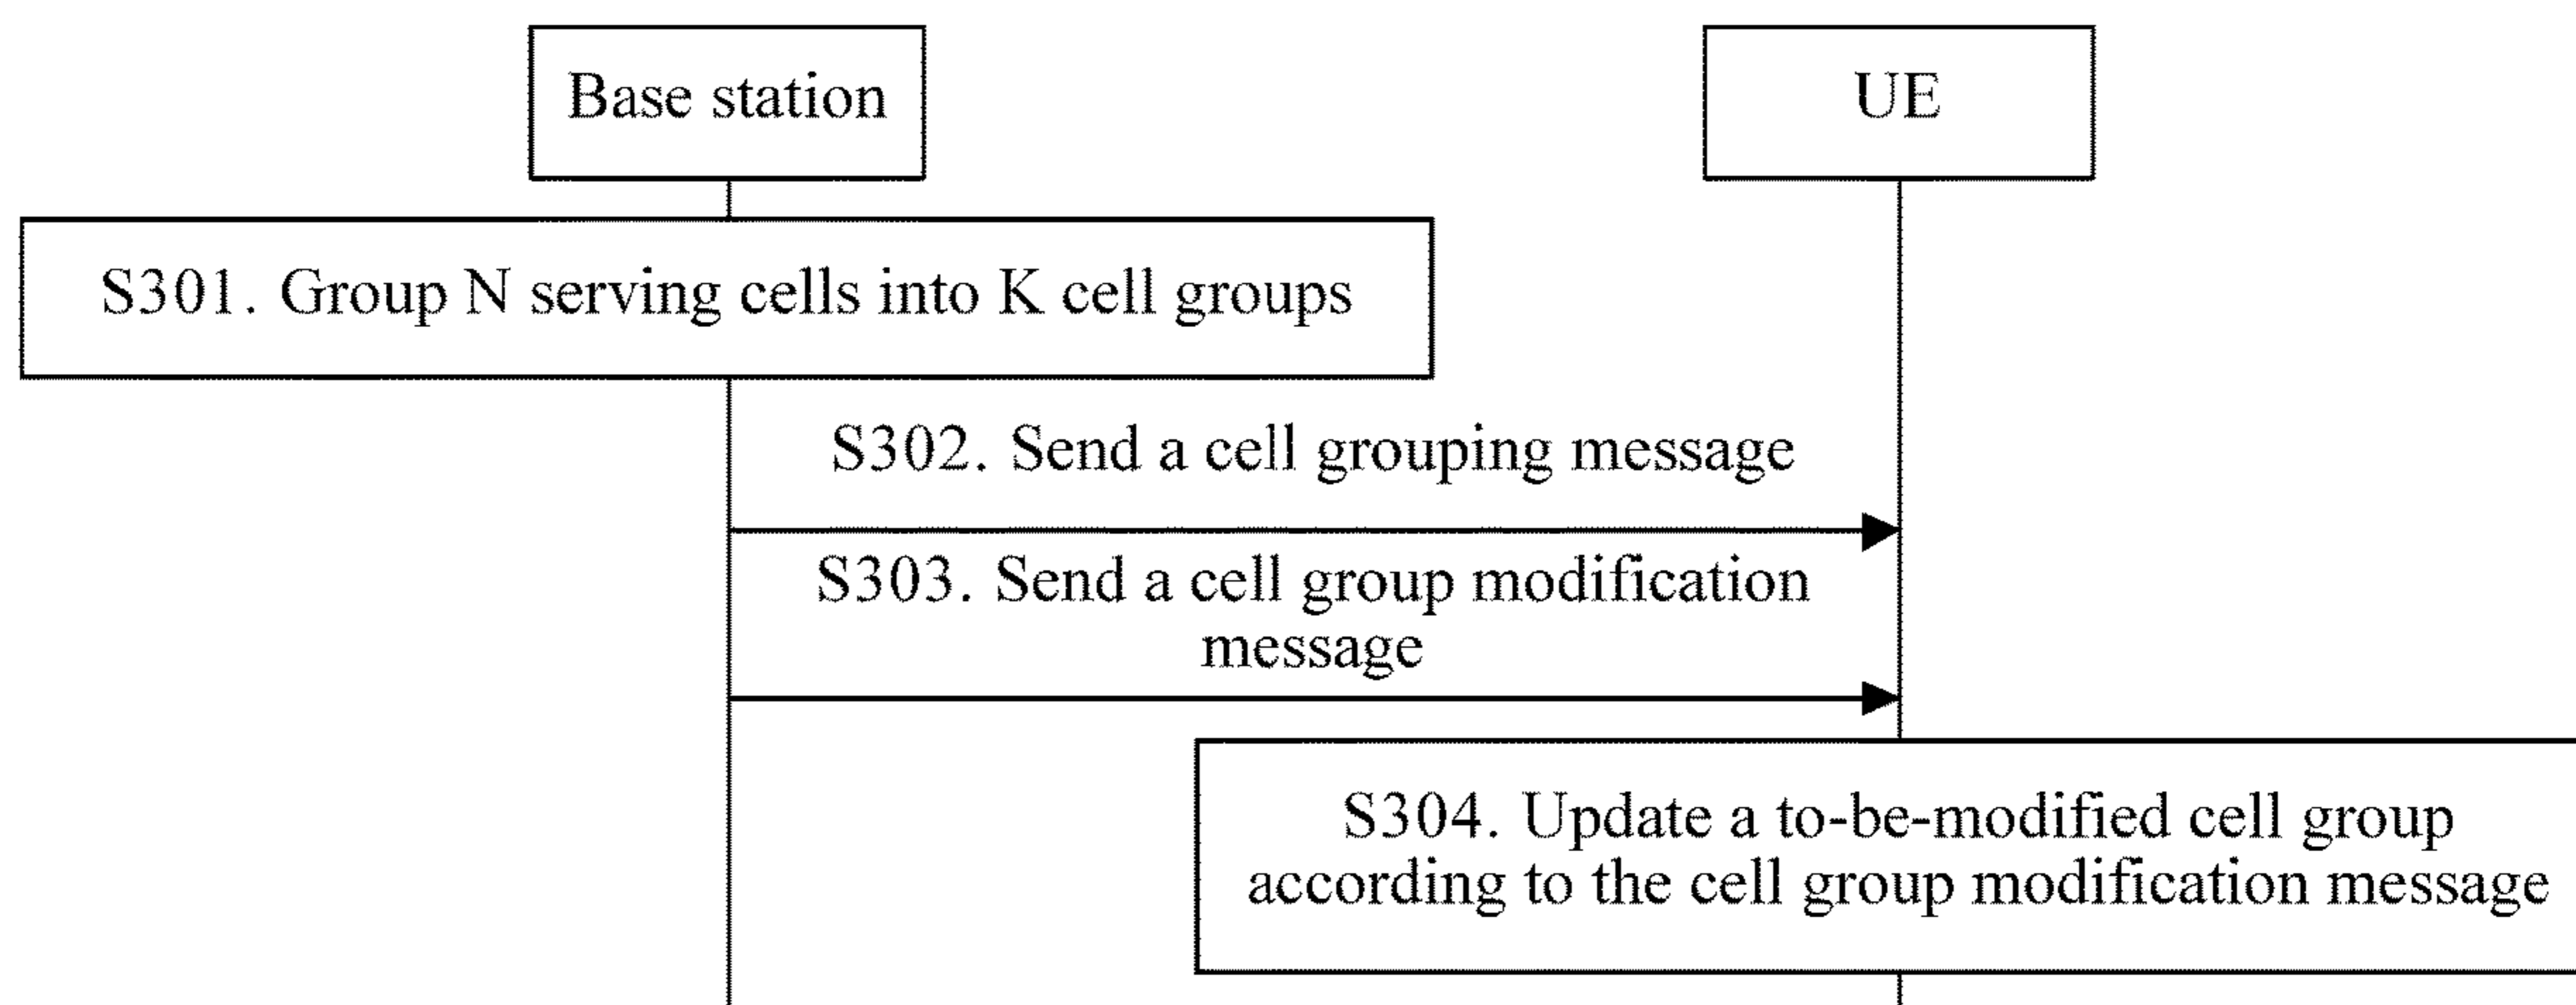 Base station
UE
S301. Group N serving cells into K cell groups
S302. Send a cell grouping message
S303. Send a cell group modification
message
S304. Update a to-be-modified cell group
according to the cell group modification message